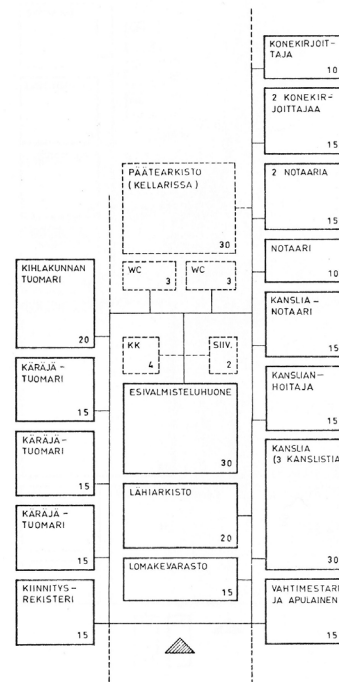 KONEKIRJOIT-
TAJA
10
2 KONEKIR-
JOITTAJAA
15
PÄÄTEARKISTO
(KELLARISSA)
30
2 NOTAARIA
15
WC
3
WC
3
NOTAARI
10
KIHLAKUNNAN
TUOMARI
20
KANSLIA-
NOTAARI
15
KK
4
SIIV.
2
KÄRÄJÄ-
TUOMARI
15
ESIVALMISTELUHUONE
30
KANSLIAN-
HOITAJA
15
KÄRÄJÄ-
TUOMARI
15
KANSLIA
(3 KANSLISTIA
30
LÄHIARKISTO
20
KÄRÄJÄ-
TUOMARI
15
LOMAKEVARASTO
15
KIINNITYS-
REKISTERI
15
VAHTIMESTARI
JA APULAINEN
15